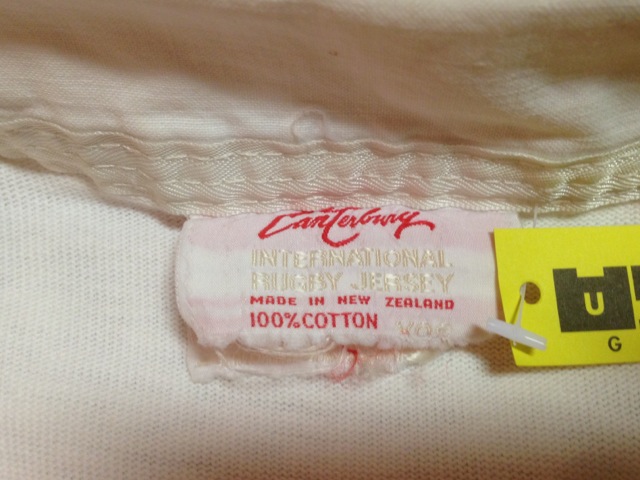 Canterbury
INTERNATIONAL
RUGBY JERSEY
MADE IN NEW ZEALAND
100% COTTON
U
G